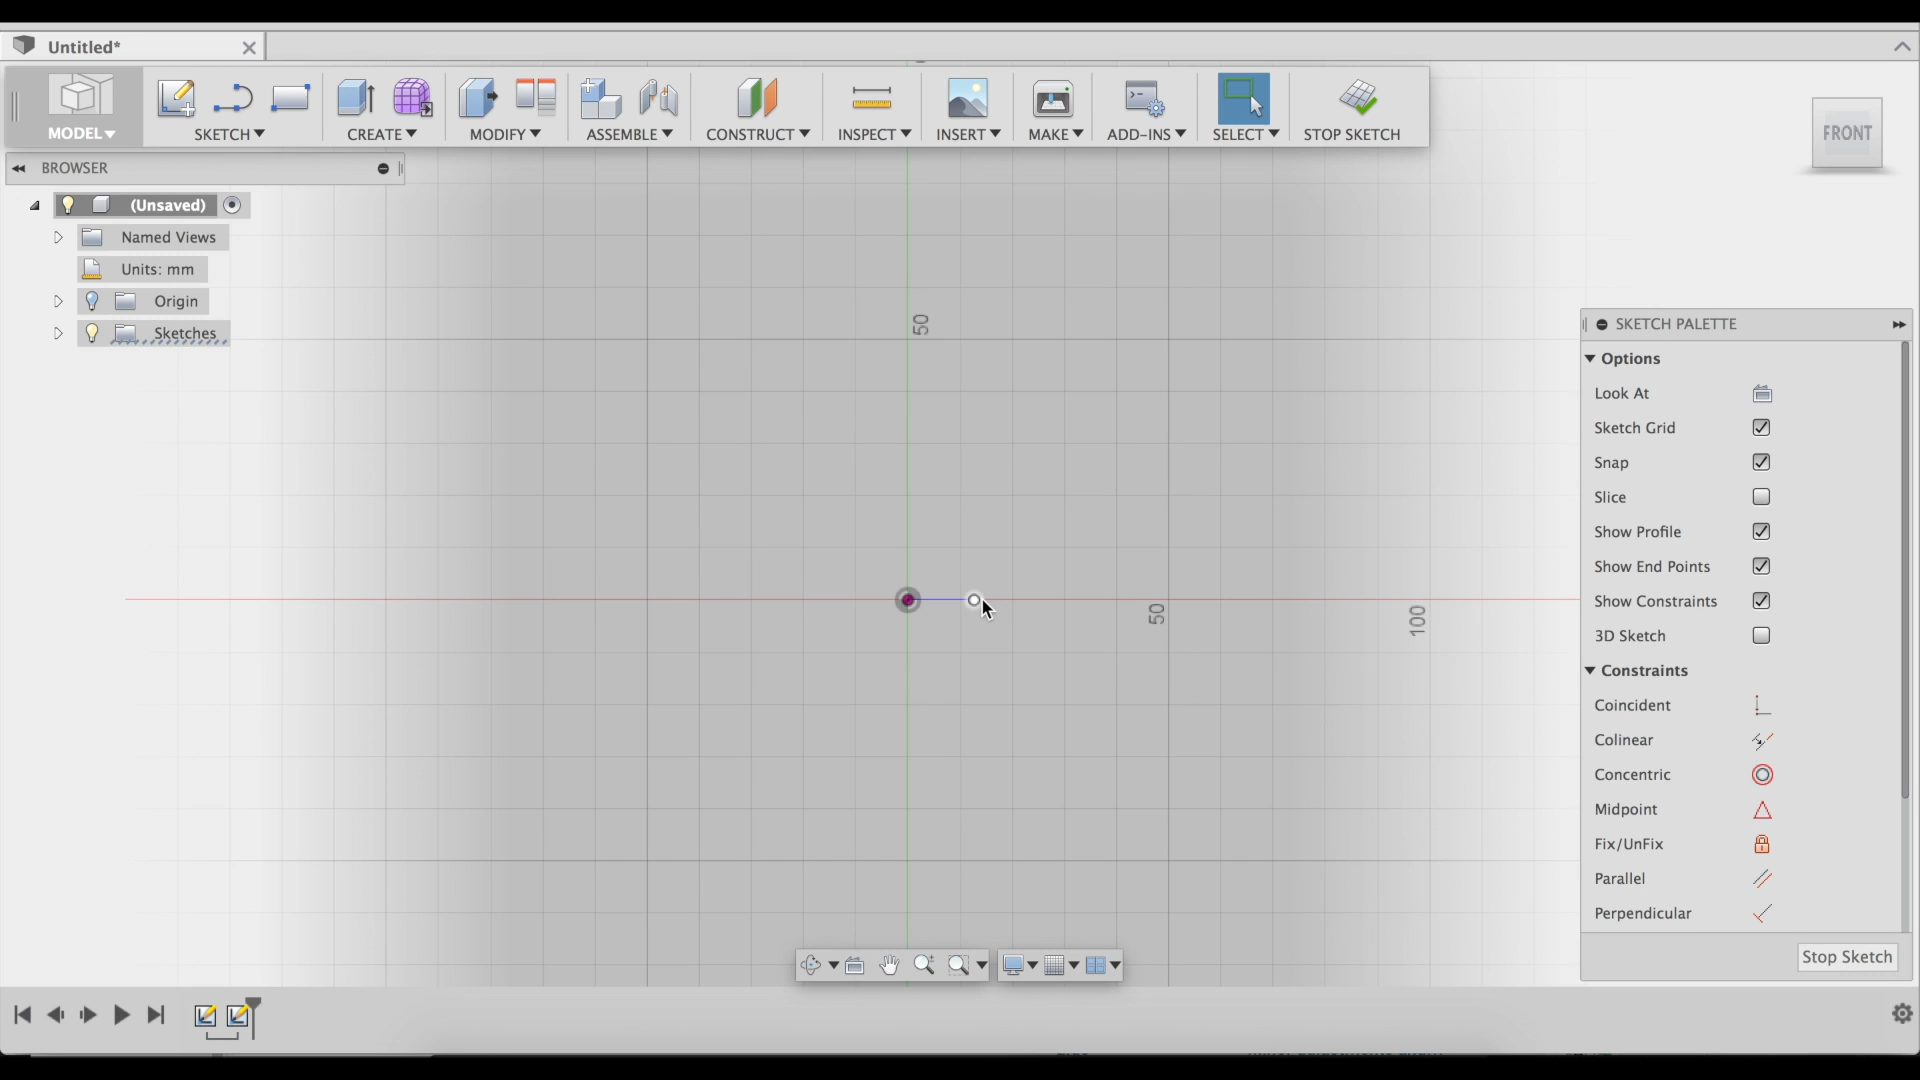 Untitled*
MODEL
SKETCH
CREATE
MODIFY
ASSEMBLE
CONSTRUCT
INSPECT
INSERT
MAKE
ADD-INS
SELECT
STOP SKETCH
FRONT
BROWSER
(Unsaved)
Named Views
Units: mm
Origin
Sketches
50
50
100
SKETCH PALETTE
Options
Look At
Sketch Grid
Snap
Slice
Show Profile
Show End Points
Show Constraints
3D Sketch
Constraints
Coincident
Colinear
Concentric
Midpoint
Fix/UnFix
Parallel
Perpendicular
Stop Sketch